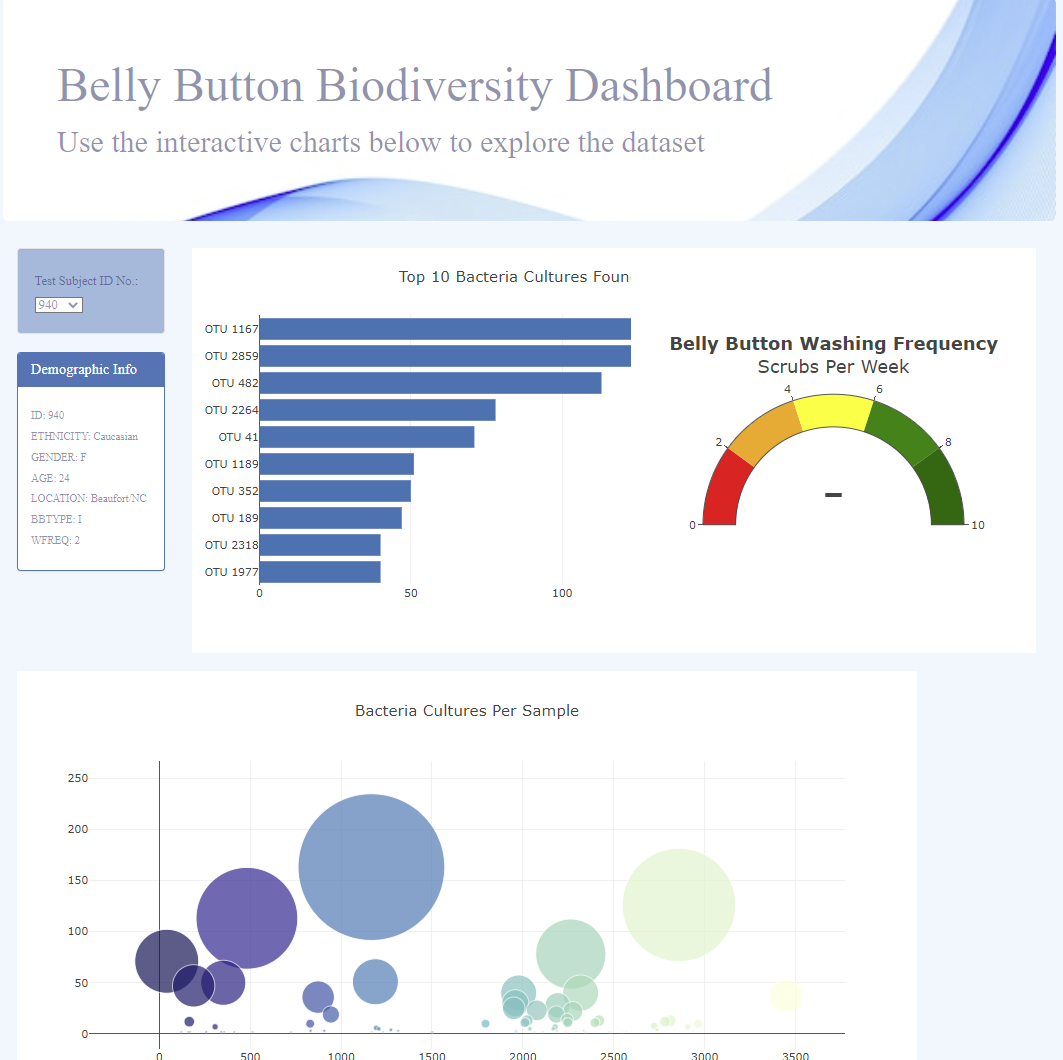 Belly Button Biodiversity Dashboard
Use the interactive charts below to explore the dataset
Test Subject ID No.:
940
Demographic Info
ID: 940
ETHNICITY: Caucasian
GENDER: F
AGE: 24
LOCATION: Beaufort/NC
BBTYPE: I
WFREQ: 2
Top 10 Bacteria Cultures Foun
OTU 1167
OTU 2859
OTU 482
OTU 2264
OTU 41
OTU 1189
OTU 352
OTU 189
OTU 2318
OTU 1977
0 50 100
Belly Button Washing Frequency
Scrubs Per Week
4 6
2 8
–
0 10
Bacteria Cultures Per Sample
250
200
150
100
50
0
0 500 1000 1500 2000 2500 3000 3500